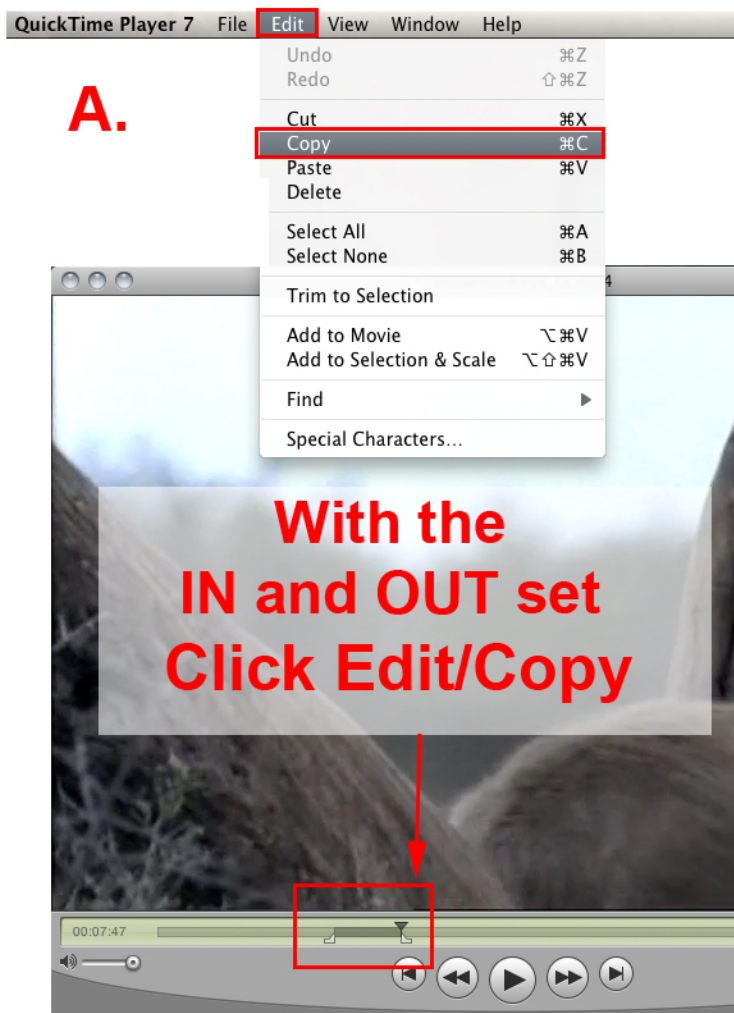 QuickTime Player 7 File Edit View Window Help
Undo ⌘Z
Redo ⇧⌘Z
A.
Cut ⌘X
Copy ⌘C
Paste ⌘V
Delete
Select All ⌘A
Select None ⌘B
4
Trim to Selection
Add to Movie ⌥⌘V
Add to Selection & Scale ⌥⇧⌘V
Find ▶
Special Characters…
With the
IN and OUT set
Click Edit/Copy
00:07:47